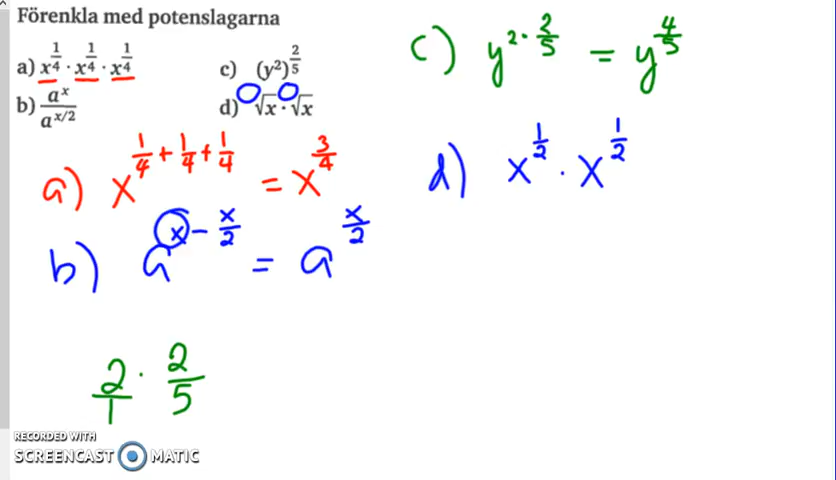 Förenkla med potenslagarna
a) x^(1/4) · x^(1/4) · x^(1/4)
c) (y²)^(2/5)
b) a^x / a^(x/2)
d) √x · √x
a) x^(1/4 + 1/4 + 1/4) = x^(3/4)
b) a^(x - x/2) = a^(x/2)
2/1 · 2/5
c) y^(2 · 2/5) = y^(4/5)
d) x^(1/2) · x^(1/2)
RECORDED WITH
SCREENCAST MATIC